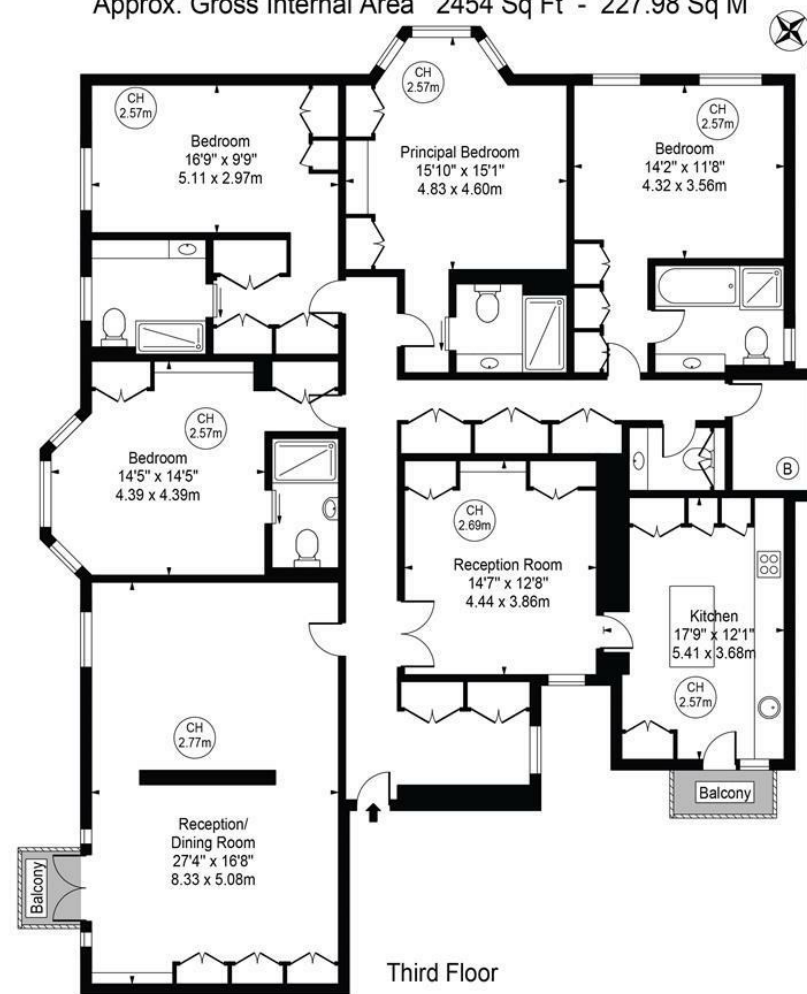 Approx. Gross Internal Area 2454 Sq Ft - 227.98 Sq M
CH
2.57m
Bedroom
16'9" x 9'9"
5.11 x 2.97m
CH
2.57m
Principal Bedroom
15'10" x 15'1"
4.83 x 4.60m
CH
2.57m
Bedroom
14'2" x 11'8"
4.32 x 3.56m
CH
2.57m
Bedroom
14'5" x 14'5"
4.39 x 4.39m
B
CH
2.69m
Reception Room
14'7" x 12'8"
4.44 x 3.86m
Kitchen
17'9" x 12'1"
5.41 x 3.68m
CH
2.57m
Balcony
CH
2.77m
Reception/
Dining Room
27'4" x 16'8"
8.33 x 5.08m
Balcony
Third Floor